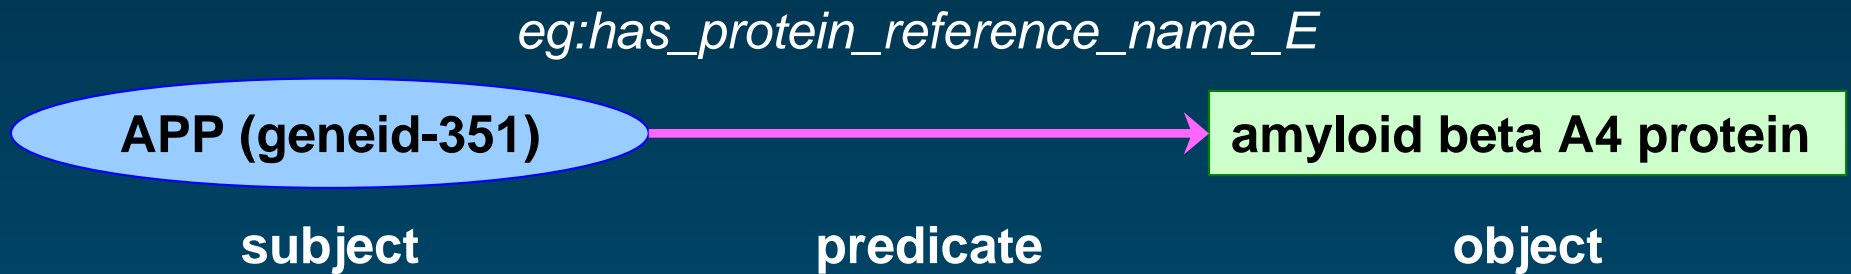 eg:has_protein_reference_name_E
APP (geneid-351) amyloid beta A4 protein
subject predicate object